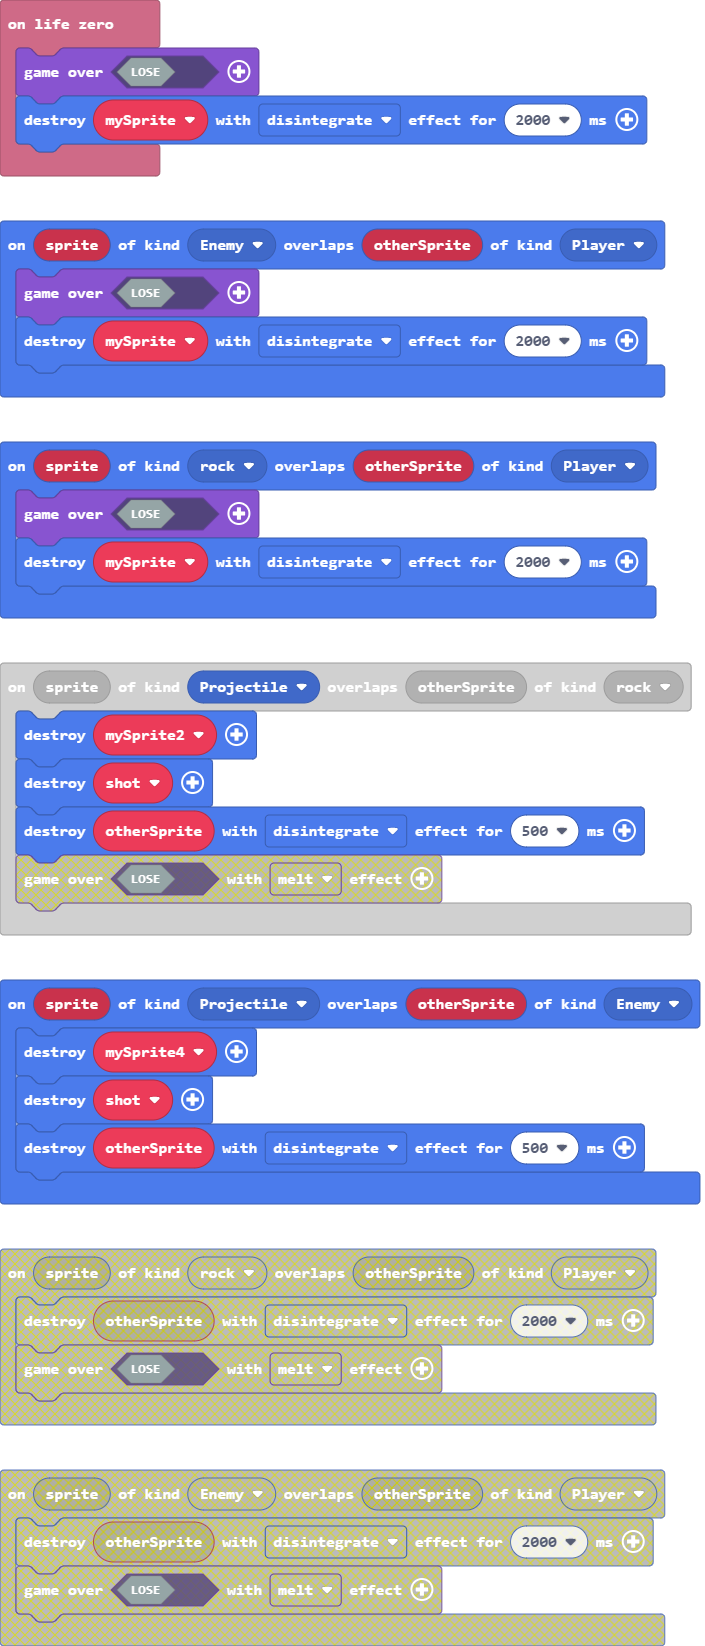 on life zero
game over LOSE
destroy mySprite with disintegrate effect for 2000 ms
on sprite of kind Enemy overlaps otherSprite of kind Player
game over LOSE
destroy mySprite with disintegrate effect for 2000 ms
on sprite of kind rock overlaps otherSprite of kind Player
game over LOSE
destroy mySprite with disintegrate effect for 2000 ms
on sprite of kind Projectile overlaps otherSprite of kind rock
destroy mySprite2
destroy shot
destroy otherSprite with disintegrate effect for 500 ms
game over LOSE with melt effect
on sprite of kind Projectile overlaps otherSprite of kind Enemy
destroy mySprite4
destroy shot
destroy otherSprite with disintegrate effect for 500 ms
on sprite of kind rock overlaps otherSprite of kind Player
destroy otherSprite with disintegrate effect for 2000 ms
game over LOSE with melt effect
on sprite of kind Enemy overlaps otherSprite of kind Player
destroy otherSprite with disintegrate effect for 2000 ms
game over LOSE with melt effect